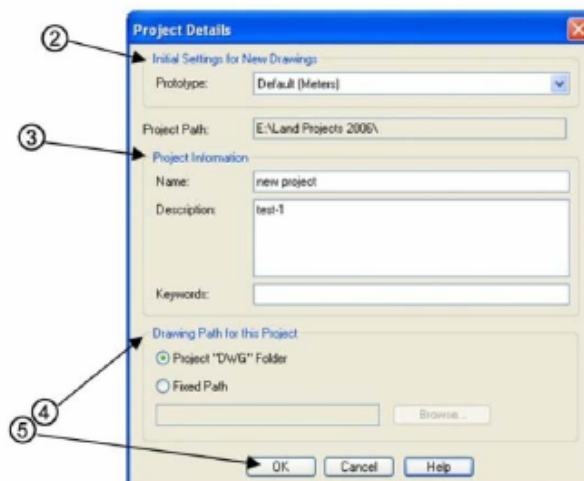 Project Details
② Initial Settings for New Drawings
Prototype: Default (Meters)
Project Path: E:\Land Projects 2006\
③ Project Information
Name: new project
Description: test-1
Keywords:
Drawing Path for this Project
Project "DWG" Folder
④ Fixed Path
Browse...
⑤ OK Cancel Help